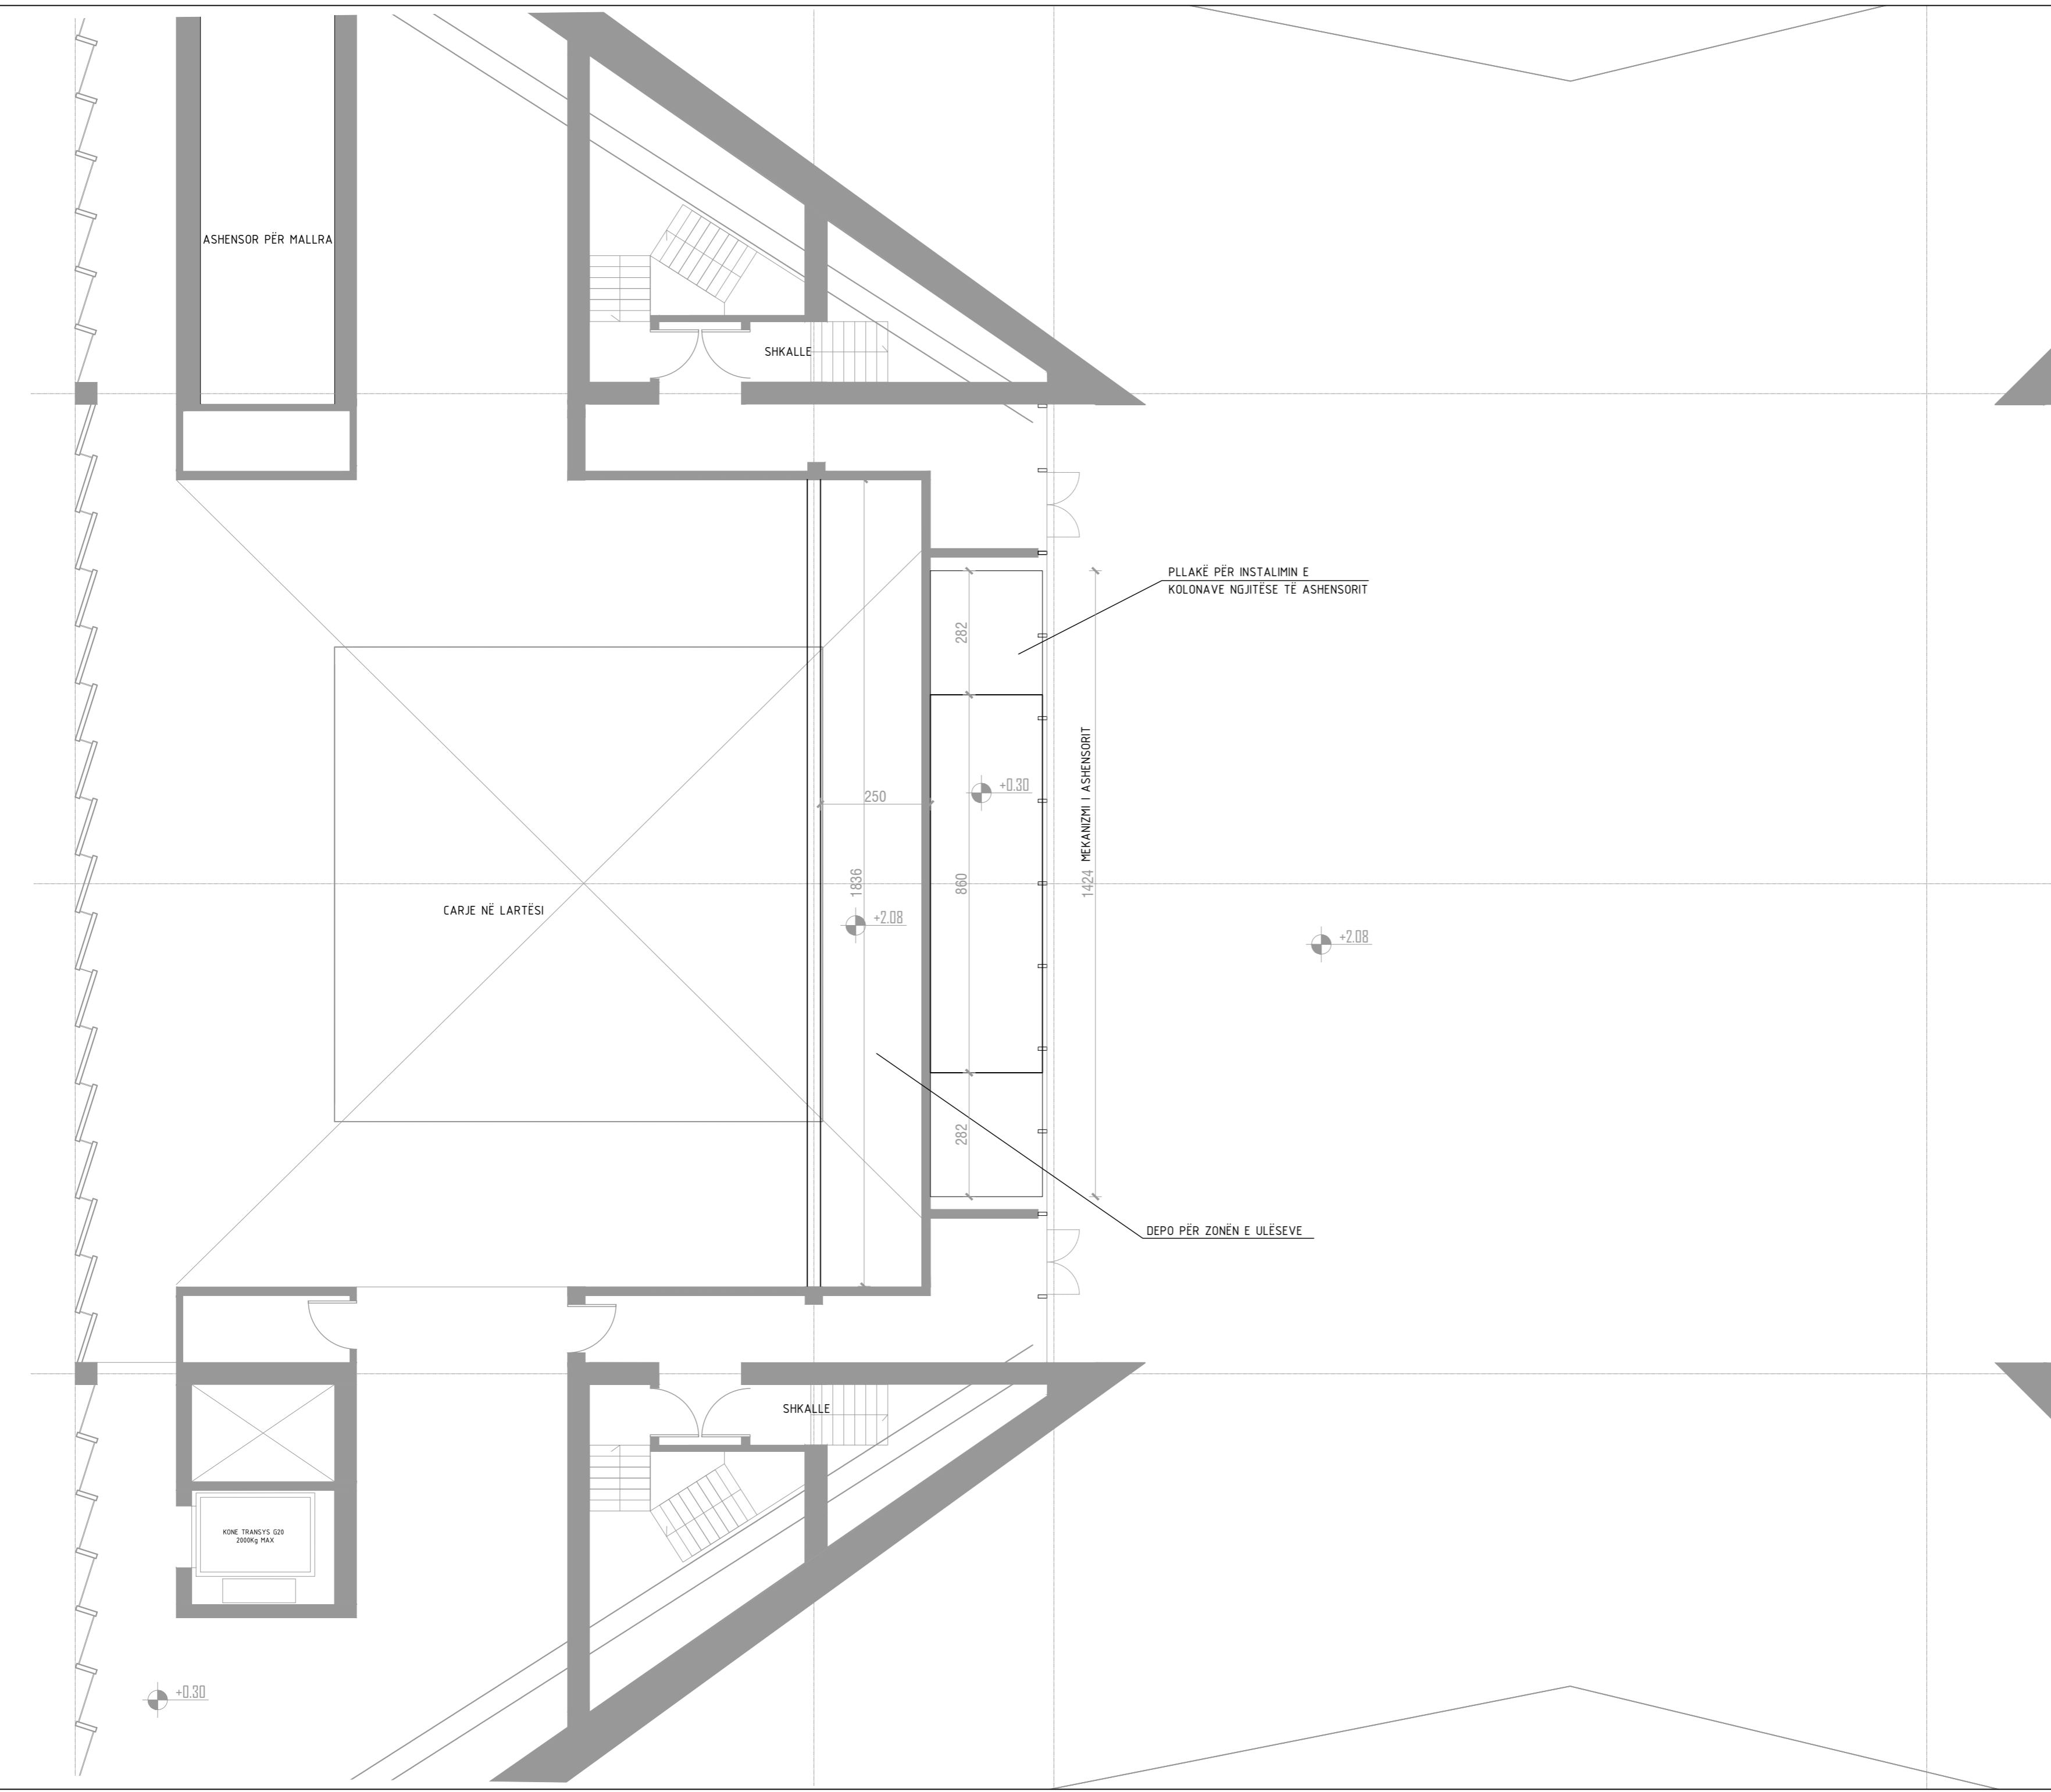 ASHENSOR PËR MALLRA
SHKALLE
PLLAKË PËR INSTALIMIN E
KOLONAVE NGJITËSE TË ASHENSORIT
282
MEKANIZMI I ASHENSORIT
1424
+0.30
250
860
1836
CARJE NË LARTËSI
+2.08
+2.08
282
DEPO PËR ZONËN E ULËSEVE
SHKALLE
KONE TRANSYS G20
2000Kg MAX
+0.30